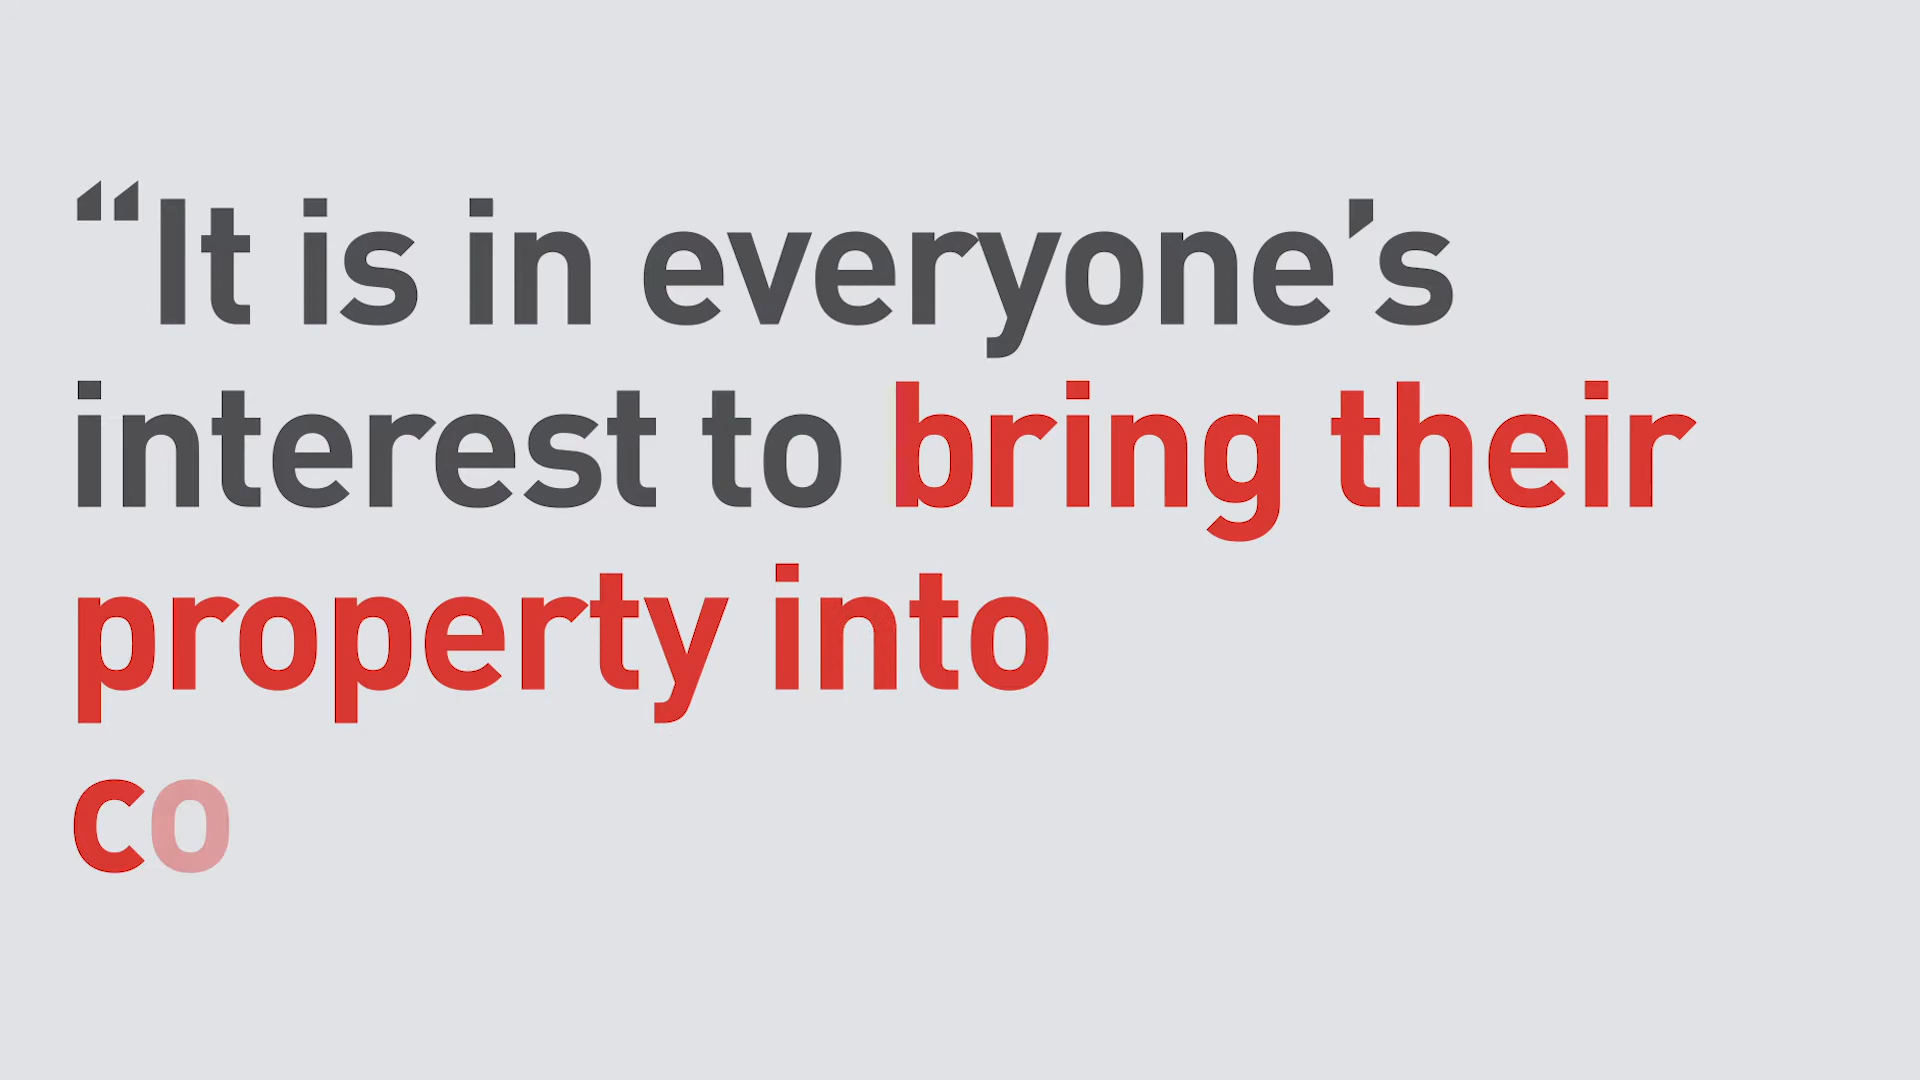 “It is in everyone’s
interest to bring their
property into
co